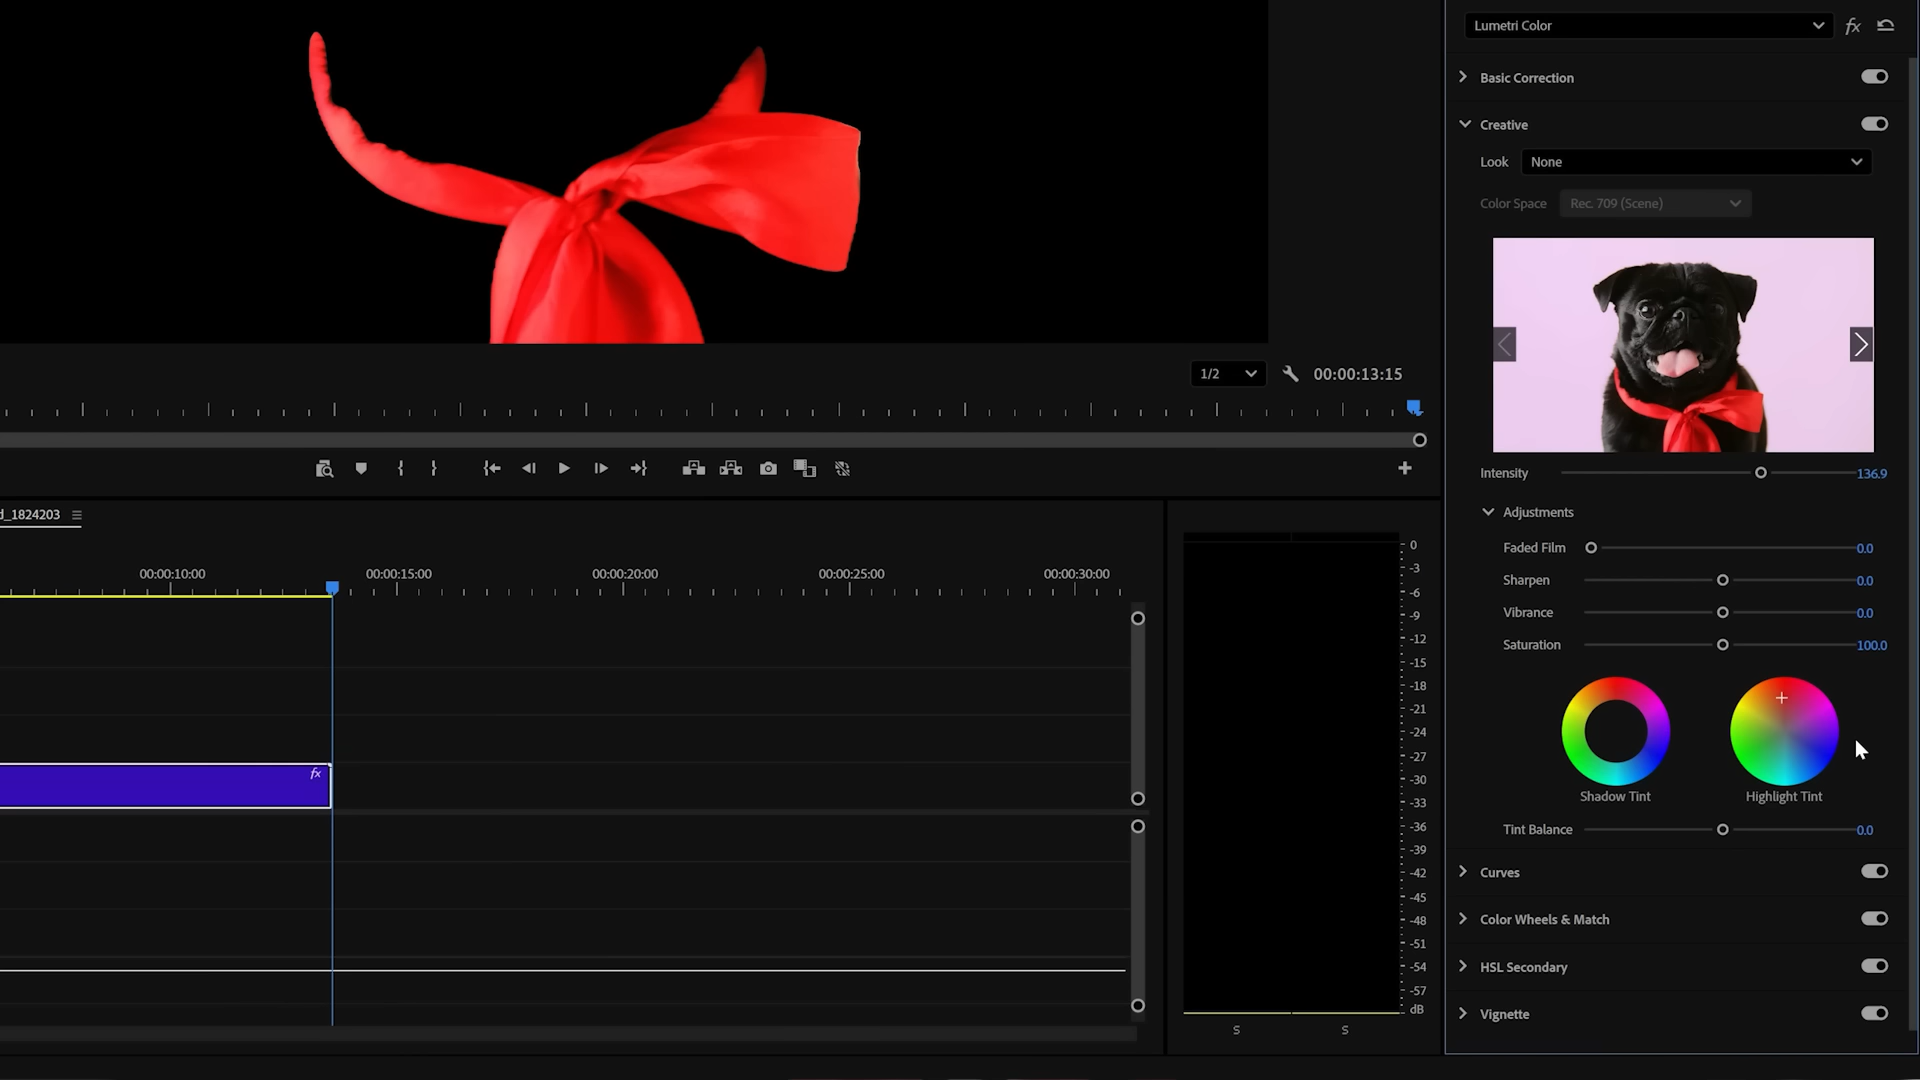 Lumetri Color
fx
Basic Correction
Creative
Look None
Color Space Rec. 709 (Scene)
Intensity 136.9
Adjustments
Faded Film 0.0
Sharpen 0.0
Vibrance 0.0
Saturation 100.0
Shadow Tint Highlight Tint
Tint Balance 0.0
Curves
Color Wheels & Match
HSL Secondary
Vignette
1/2 00:00:13:15
d_1824203
00:00:10:00 00:00:15:00 00:00:20:00 00:00:25:00 00:00:30:00
fx
0
-3
-6
-9
-12
-15
-18
-21
-24
-27
-30
-33
-36
-39
-42
-45
-48
-51
-54
-57
dB
S S